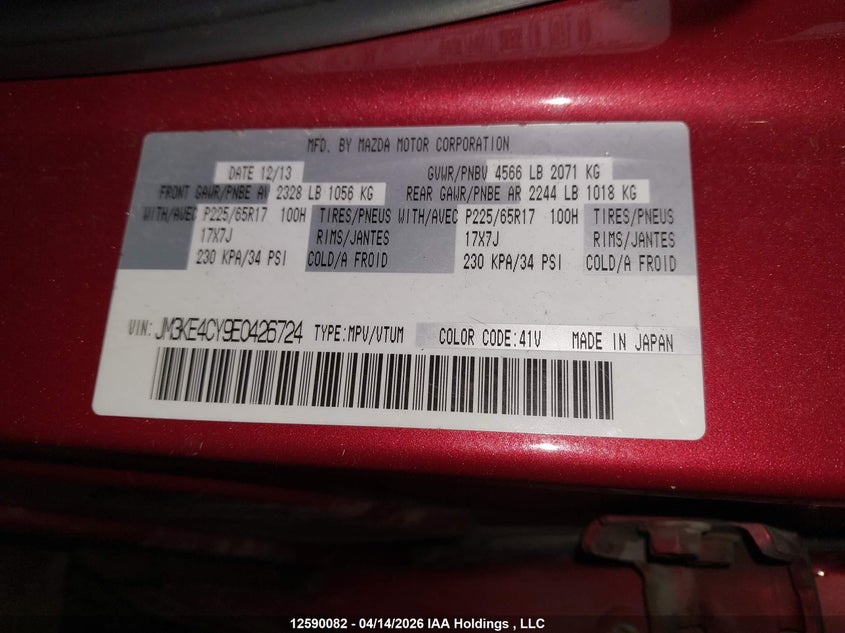 MFD. BY MAZDA MOTOR CORPORATION
DATE 12/13 GVWR/PNBV 4566 LB 2071 KG
FRONT GAWR/PNBE AV 2328 LB 1056 KG REAR GAWR/PNBE AR 2244 LB 1018 KG
WITH/AVEC P225/65R17 100H TIRES/PNEUS WITH/AVEC P225/65R17 100H TIRES/PNEUS
17X7J RIMS/JANTES 17X7J RIMS/JANTES
230 KPA/34 PSI COLD/A FROID 230 KPA/34 PSI COLD/A FROID
VIN: JM3KE4CY9E0426724 TYPE:MPV/VTUM COLOR CODE:41V MADE IN JAPAN
12590082 - 04/14/2026 IAA Holdings , LLC